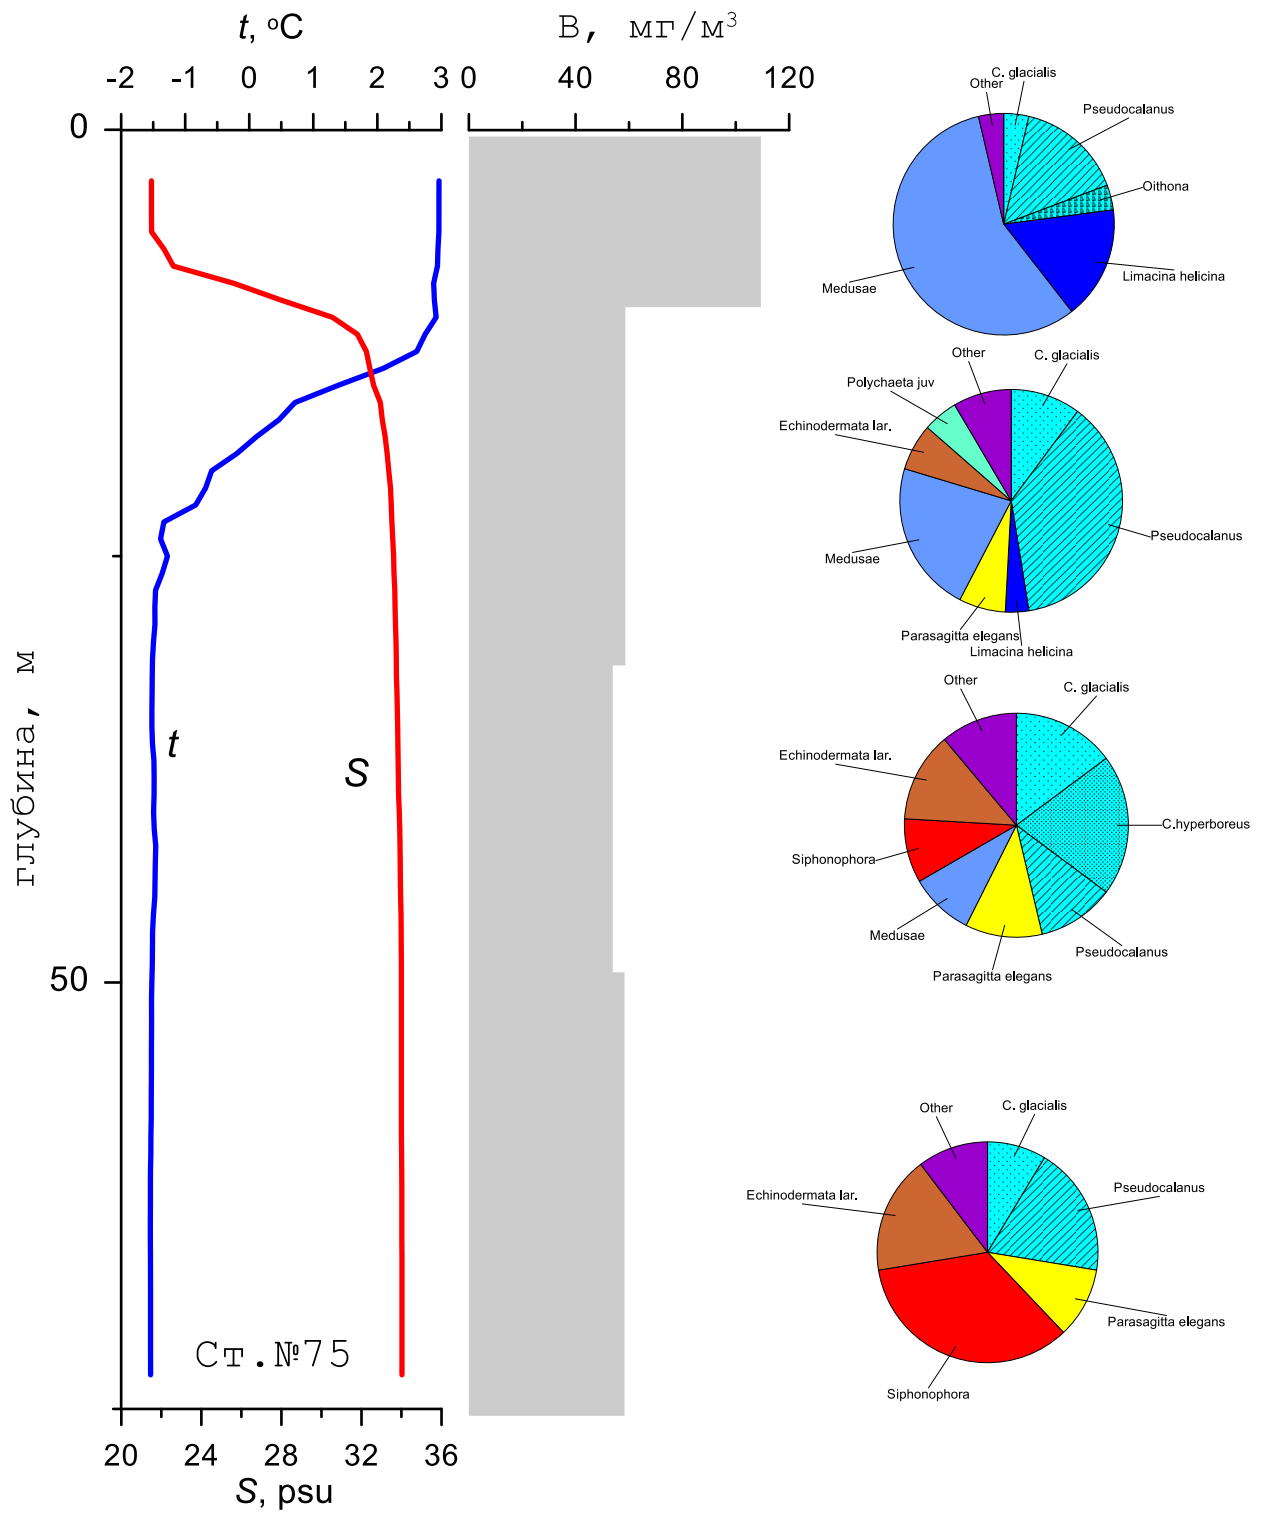 t, °C
B, мг/м³
-2 -1 0 1 2 3
0 40 80 120
0
50
глубина, м
t
S
Ст.№75
20 24 28 32 36
S, psu
C. glacialis
Other
Pseudocalanus
Oithona
Limacina helicina
Medusae
Other
C. glacialis
Polychaeta juv
Echinodermata lar.
Pseudocalanus
Medusae
Parasagitta elegans
Limacina helicina
Other
C. glacialis
Echinodermata lar.
C.hyperboreus
Siphonophora
Medusae
Pseudocalanus
Parasagitta elegans
Other
C. glacialis
Pseudocalanus
Echinodermata lar.
Parasagitta elegans
Siphonophora